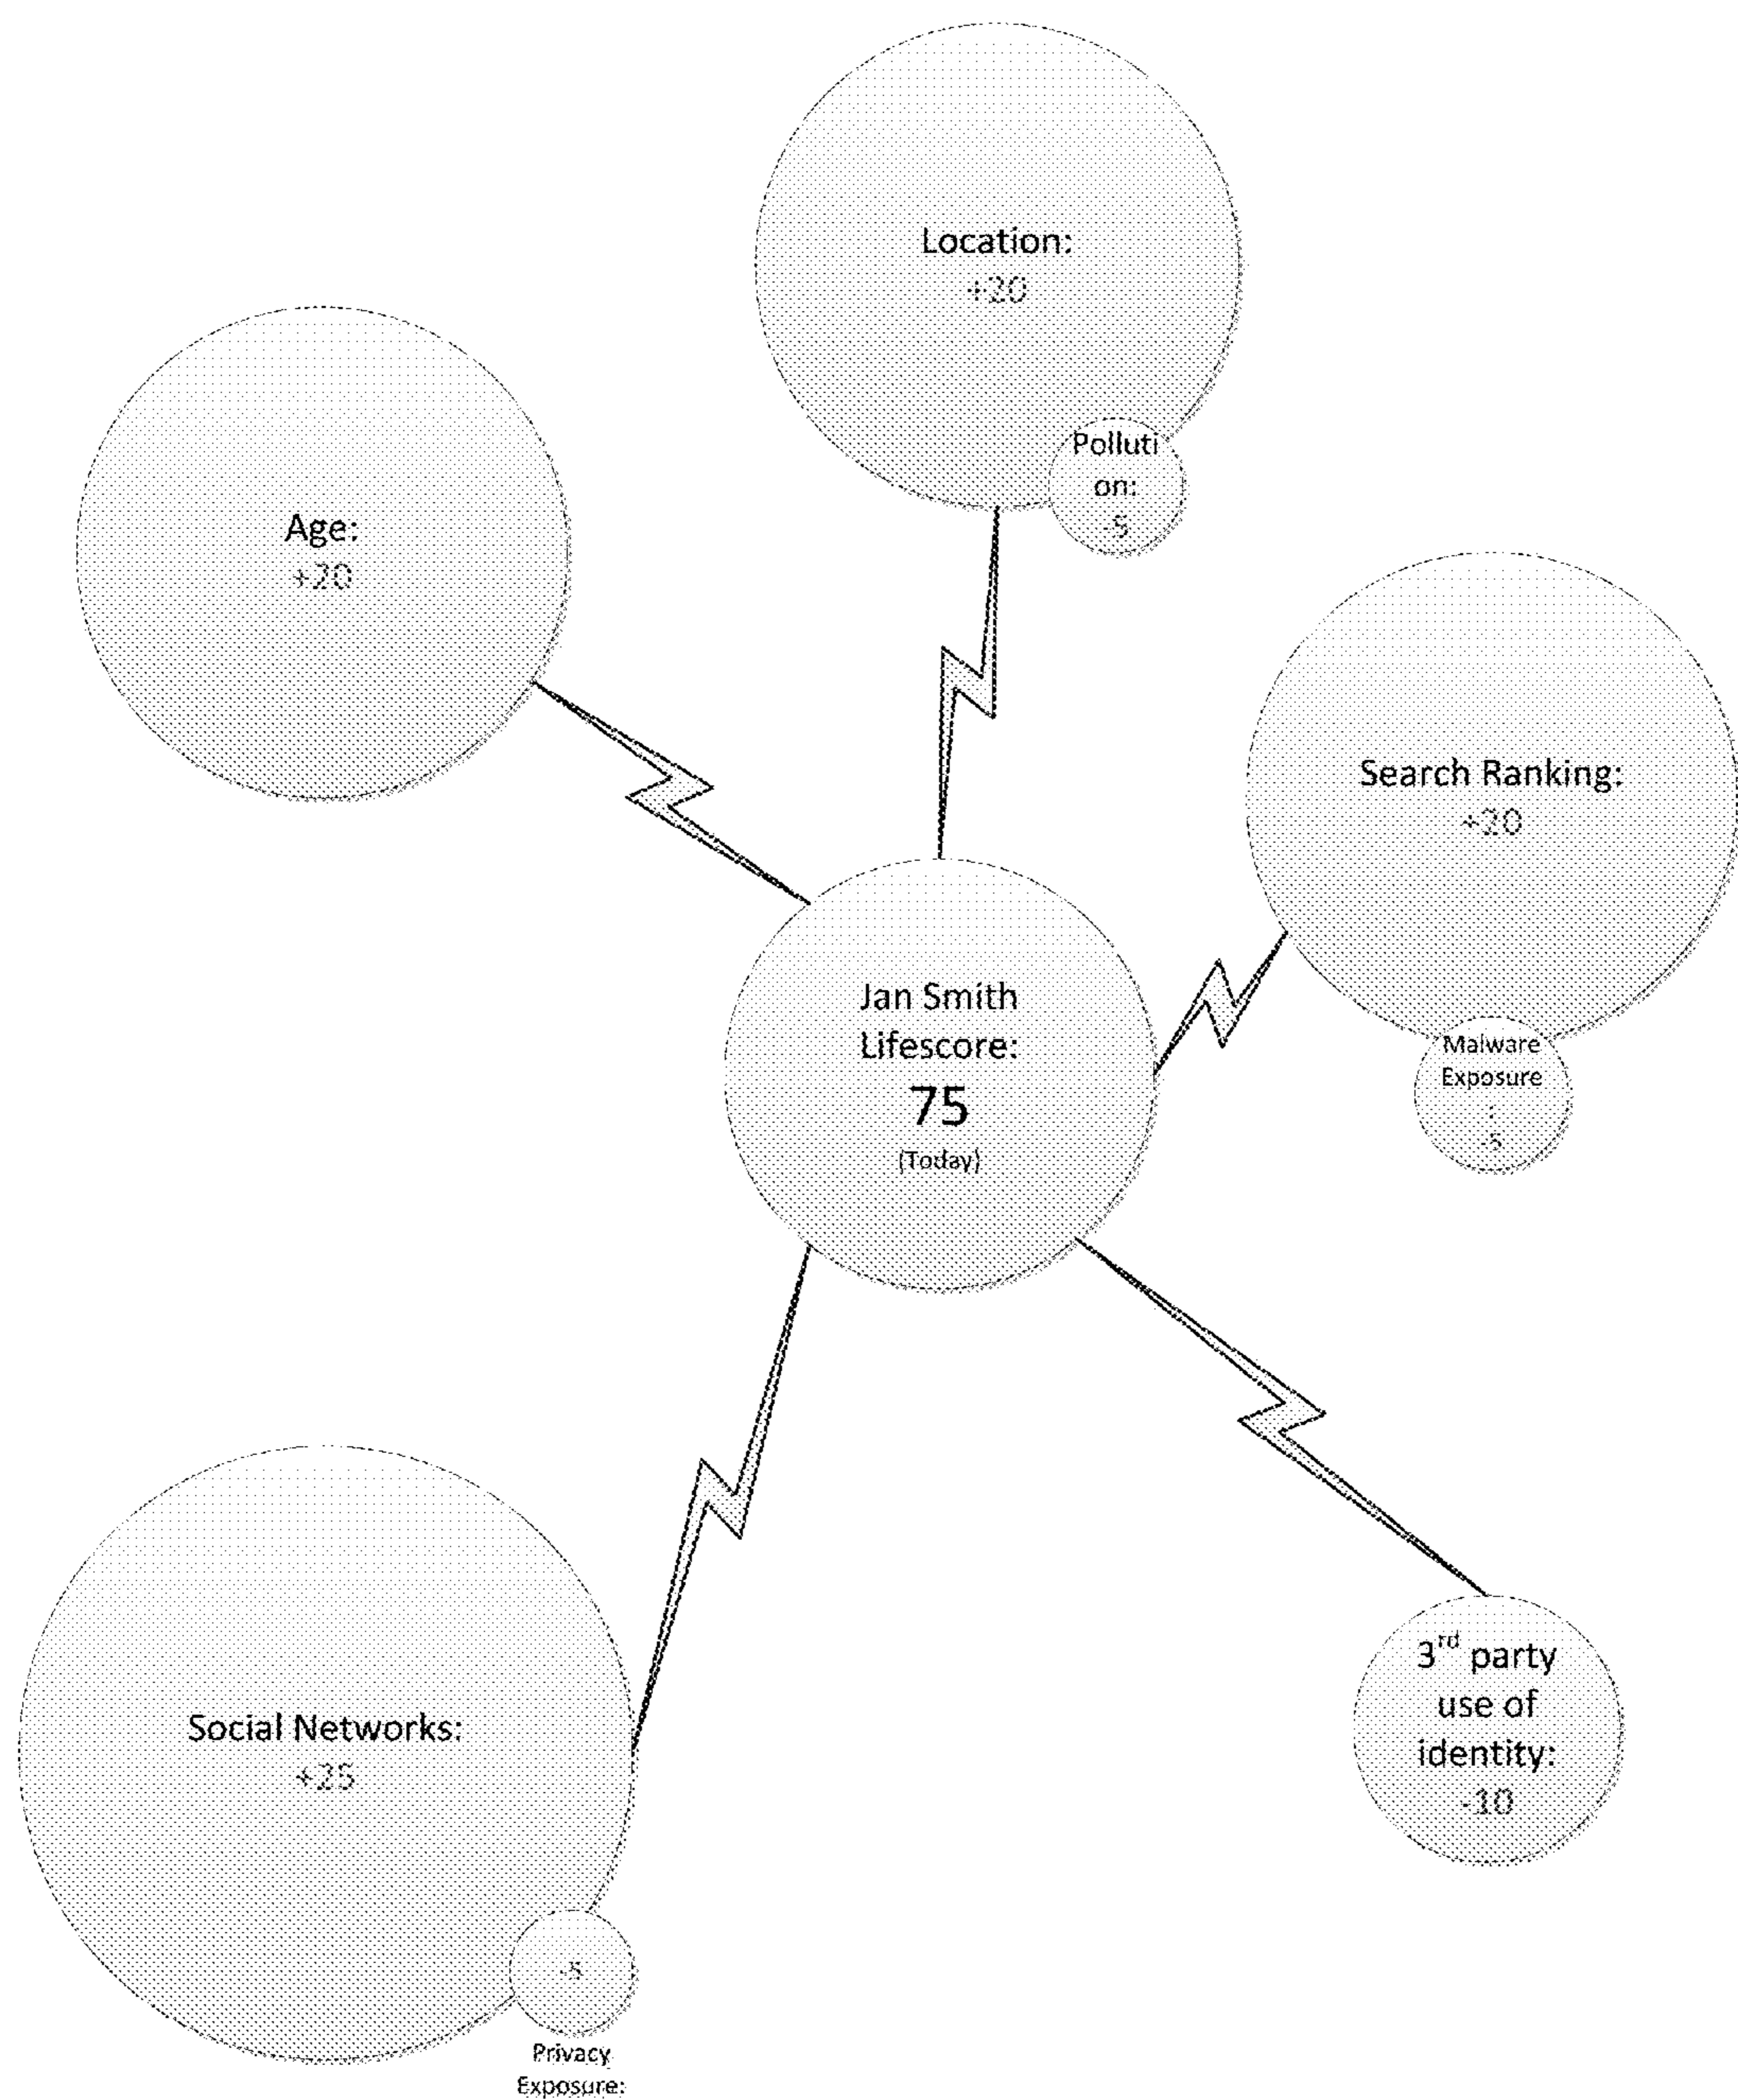 Location:
+20
Polluti
on:
-5
Age:
+20
Search Ranking:
+20
Malware
Exposure
:
-5
Jan Smith
Lifescore:
75
(Today)
Social Networks:
+25
-5
Privacy
Exposure:
3rd party
use of
identity:
-10